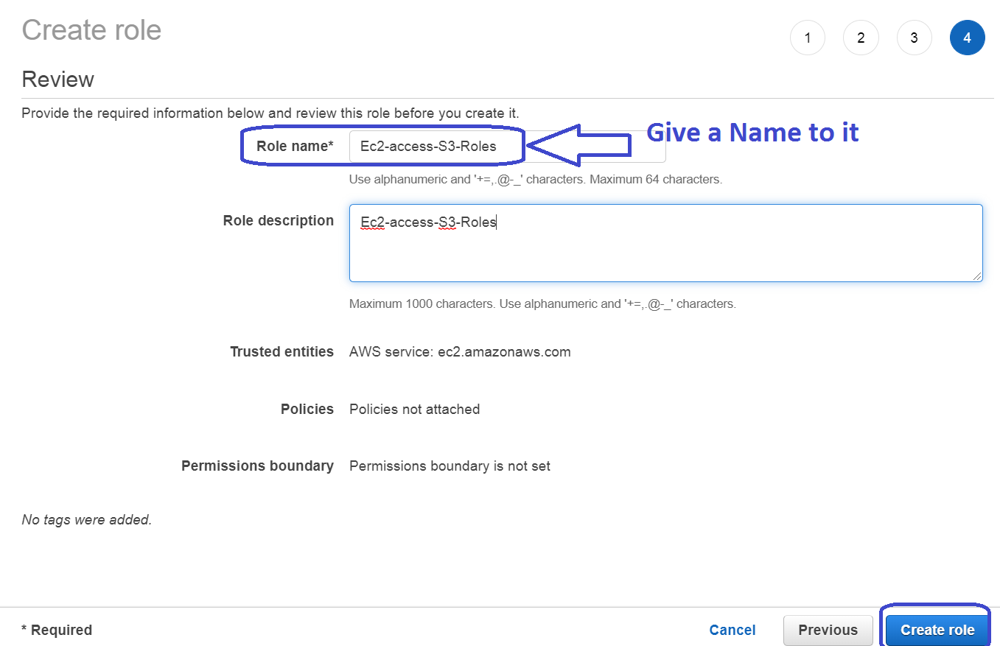 Create role
1 2 3 4
Review
Provide the required information below and review this role before you create it.
Give a Name to it
Role name* Ec2-access-S3-Roles
Use alphanumeric and '+=,.@-_' characters. Maximum 64 characters.
Role description Ec2-access-S3-Roles
Maximum 1000 characters. Use alphanumeric and '+=,.@-_' characters.
Trusted entities AWS service: ec2.amazonaws.com
Policies Policies not attached
Permissions boundary Permissions boundary is not set
No tags were added.
* Required Cancel Previous Create role